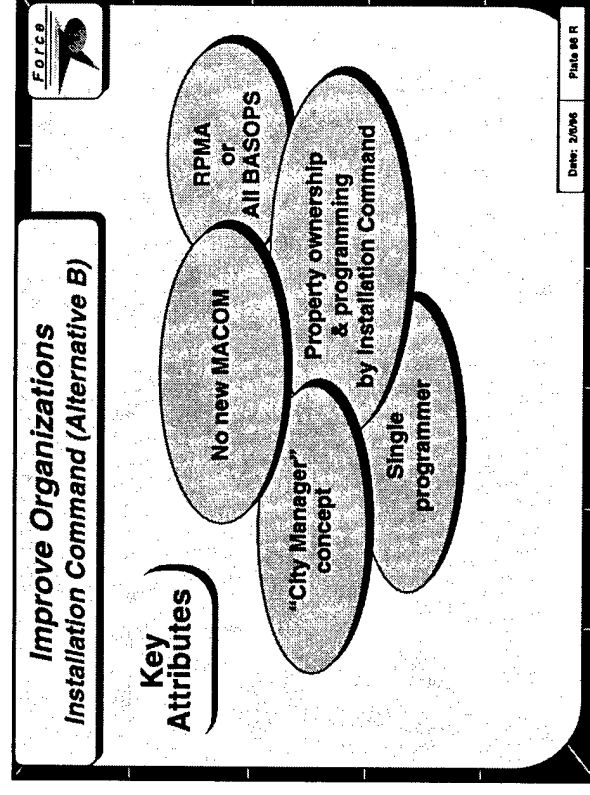 Force
Improve Organizations
Installation Command (Alternative B)
Key
Attributes
No new MACOM
RPMA
or
All BASOPS
"City Manager"
concept
Property ownership
& programming
by Installation Command
Single
programmer
Date: 2/6/96 Plate 98 R